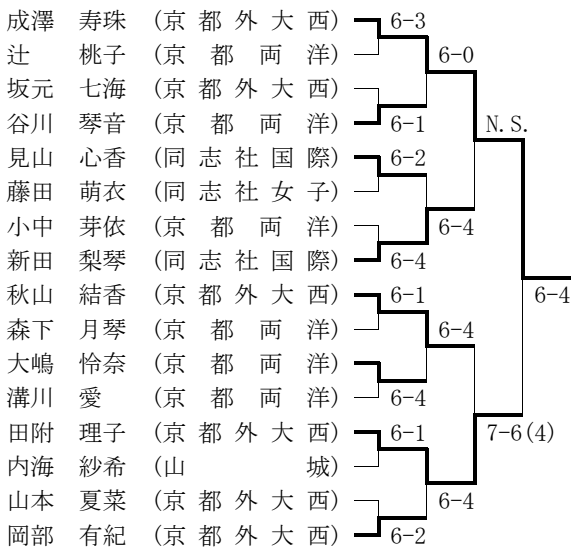 成澤 寿珠 (京都外大西) 6-3
辻 桃子 (京都両洋) 6-0
坂元 七海 (京都外大西)
谷川 琴音 (京都両洋) 6-1 N.S.
見山 心香 (同志社国際) 6-2
藤田 萌衣 (同志社女子)
小中 芽依 (京都両洋) 6-4
新田 梨琴 (同志社国際) 6-4
秋山 結香 (京都外大西) 6-1 6-4
森下 月琴 (京都両洋) 6-4
大嶋 怜奈 (京都両洋)
溝川 愛 (京都両洋) 6-4
田附 理子 (京都外大西) 6-1 7-6(4)
内海 紗希 (山城)
山本 夏菜 (京都外大西) 6-4
岡部 有紀 (京都外大西) 6-2